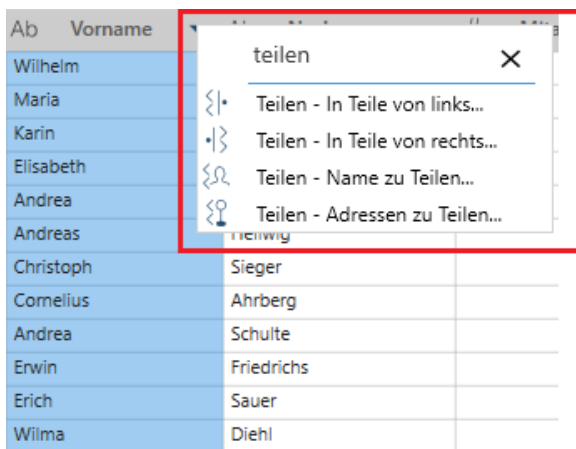 Ab Vorname
teilen
Teilen - In Teile von links...
Teilen - In Teile von rechts...
Teilen - Name zu Teilen...
Teilen - Adressen zu Teilen...
Wilhelm
Maria
Karin
Elisabeth
Andrea
Andreas Hellwig
Christoph Sieger
Cornelius Ahrberg
Andrea Schulte
Erwin Friedrichs
Erich Sauer
Wilma Diehl